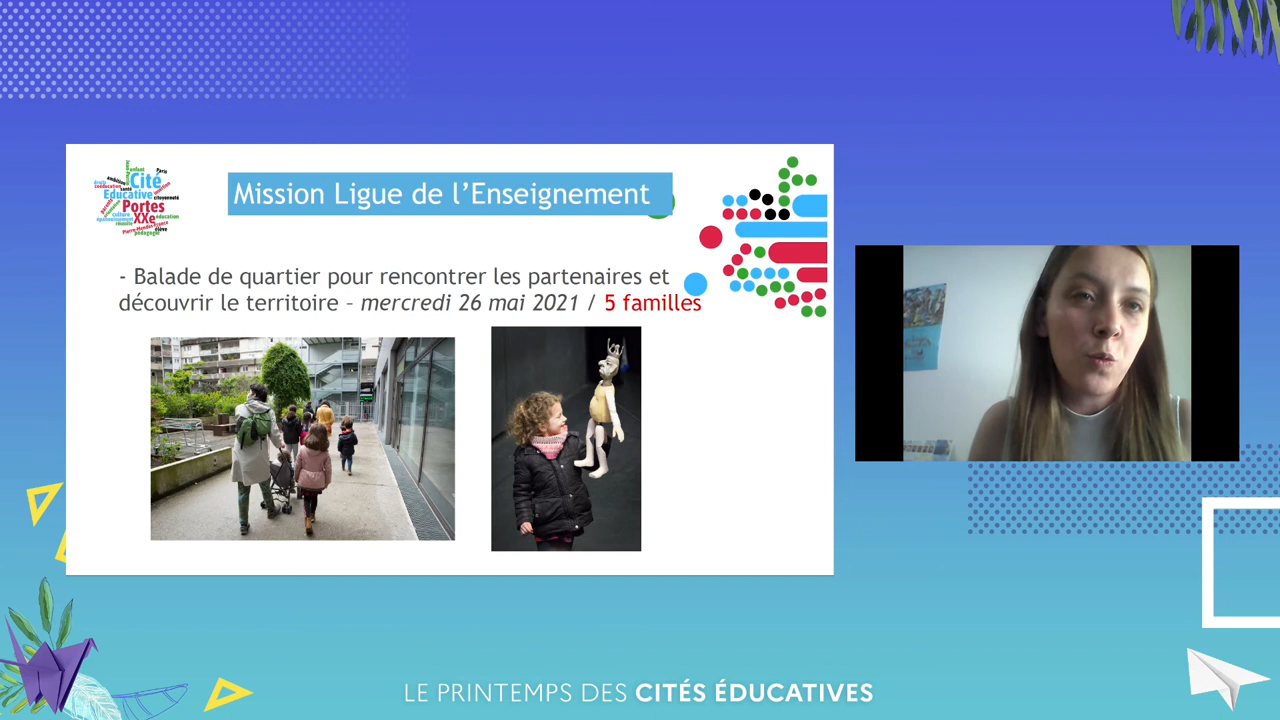 Mission Ligue de l’Enseignement
Cité
Educative
Portes
XXe
- Balade de quartier pour rencontrer les partenaires et
découvrir le territoire – mercredi 26 mai 2021 / 5 familles
LE PRINTEMPS DES CITÉS ÉDUCATIVES